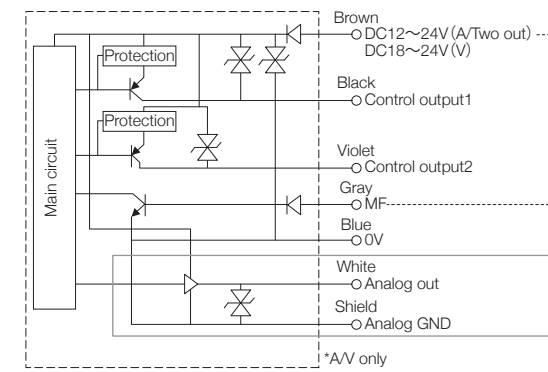 Brown
DC12～24V(A/Two out)
DC18～24V(V)
Protection
Black
Control output1
Protection
Main circuit
Violet
Control output2
Gray
MF
Blue
0V
White
Analog out
Shield
Analog GND
*A/V only